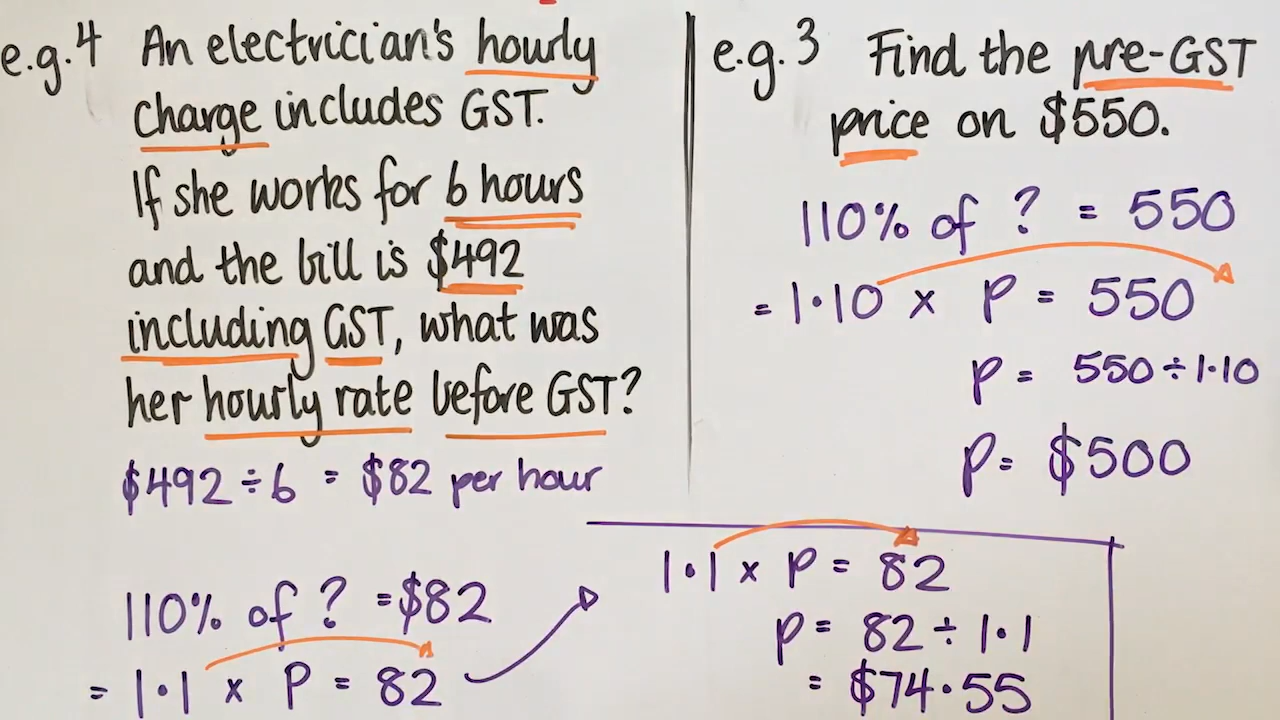 e.g.4 An electrician's hourly
charge includes GST.
If she works for 6 hours
and the bill is $492
including GST, what was
her hourly rate before GST?
$492 ÷ 6 = $82 per hour
110% of ? = $82
= 1·1 x P = 82
e.g.3 Find the pre-GST
price on $550.
110% of ? = 550
= 1·10 x P = 550
P = 550 ÷ 1·10
P = $500
1·1 x P = 82
P = 82 ÷ 1·1
= $74·55